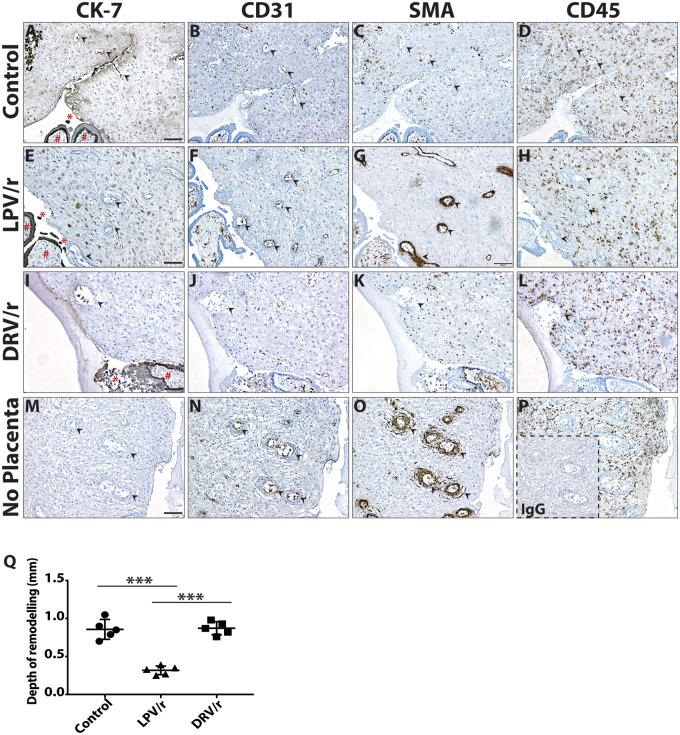 CK-7 CD31 SMA CD45
Control
A B C D
* # #
LPV/r
E F G H
* * # #
DRV/r
I J K L
* #
No Placenta
M N O P
IgG
Q
***
***
Depth of remodelling (mm)
1.5
1.0
0.5
0.0
Control LPV/r DRV/r